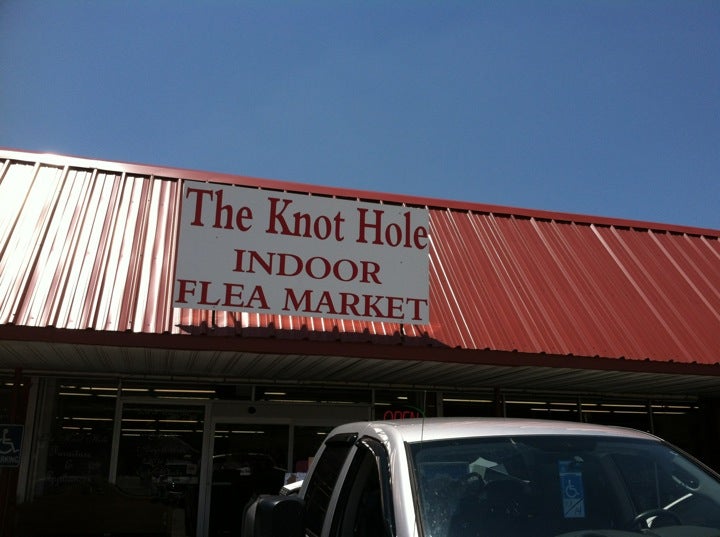 The Knot Hole
INDOOR
FLEA MARKET
OPEN